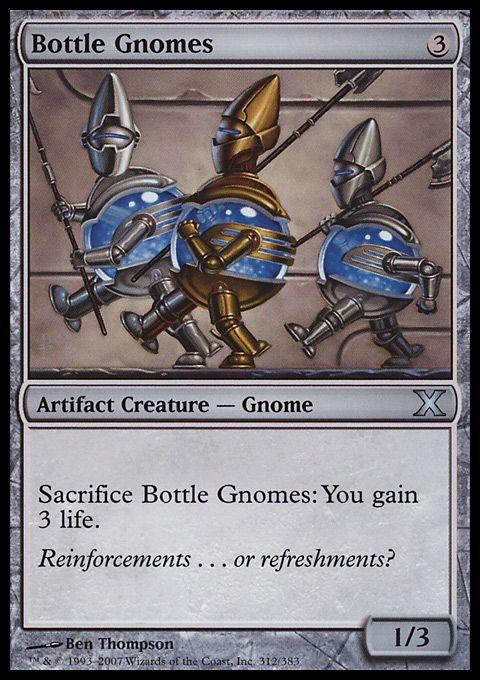 Bottle Gnomes 3
Artifact Creature — Gnome X
Sacrifice Bottle Gnomes: You gain
3 life.
Reinforcements . . . or refreshments?
Ben Thompson
1/3
™ & © 1993–2007 Wizards of the Coast, Inc. 312/383